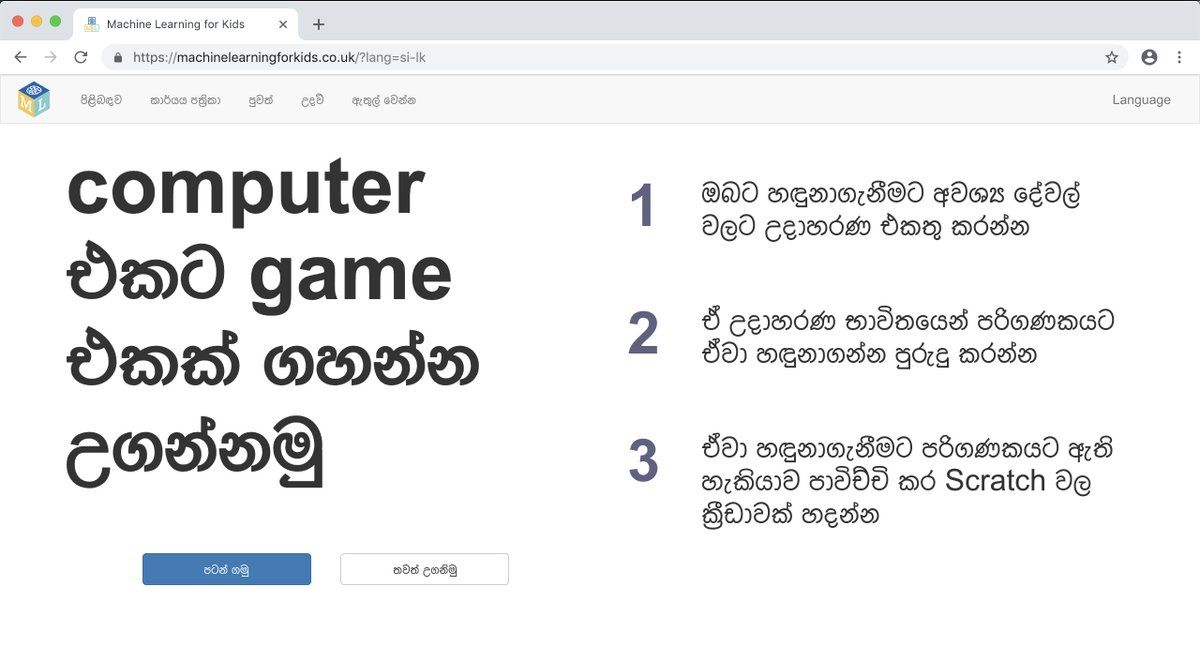 Machine Learning for Kids
https://machinelearningforkids.co.uk/?lang=si-lk
ML
පිළිබඳව
කාර්යය පත්‍රිකා
පුවත්
උදව්
ඇතුල් වෙන්න
Language
computer
එකට game
එකක් ගහන්න
උගන්නමු
1
ඔබට හඳුනාගැනීමට අවශ්‍ය දේවල්
වලට උදාහරණ එකතු කරන්න
2
ඒ උදාහරණ භාවිතයෙන් පරිගණකයට
ඒවා හඳුනාගන්න පුරුදු කරන්න
3
ඒවා හඳුනාගැනීමට පරිගණකයට ඇති
හැකියාව පාවිච්චි කර Scratch වල
ක්‍රීඩාවක් හදන්න
පටන් ගමු
තවත් උගනිමු